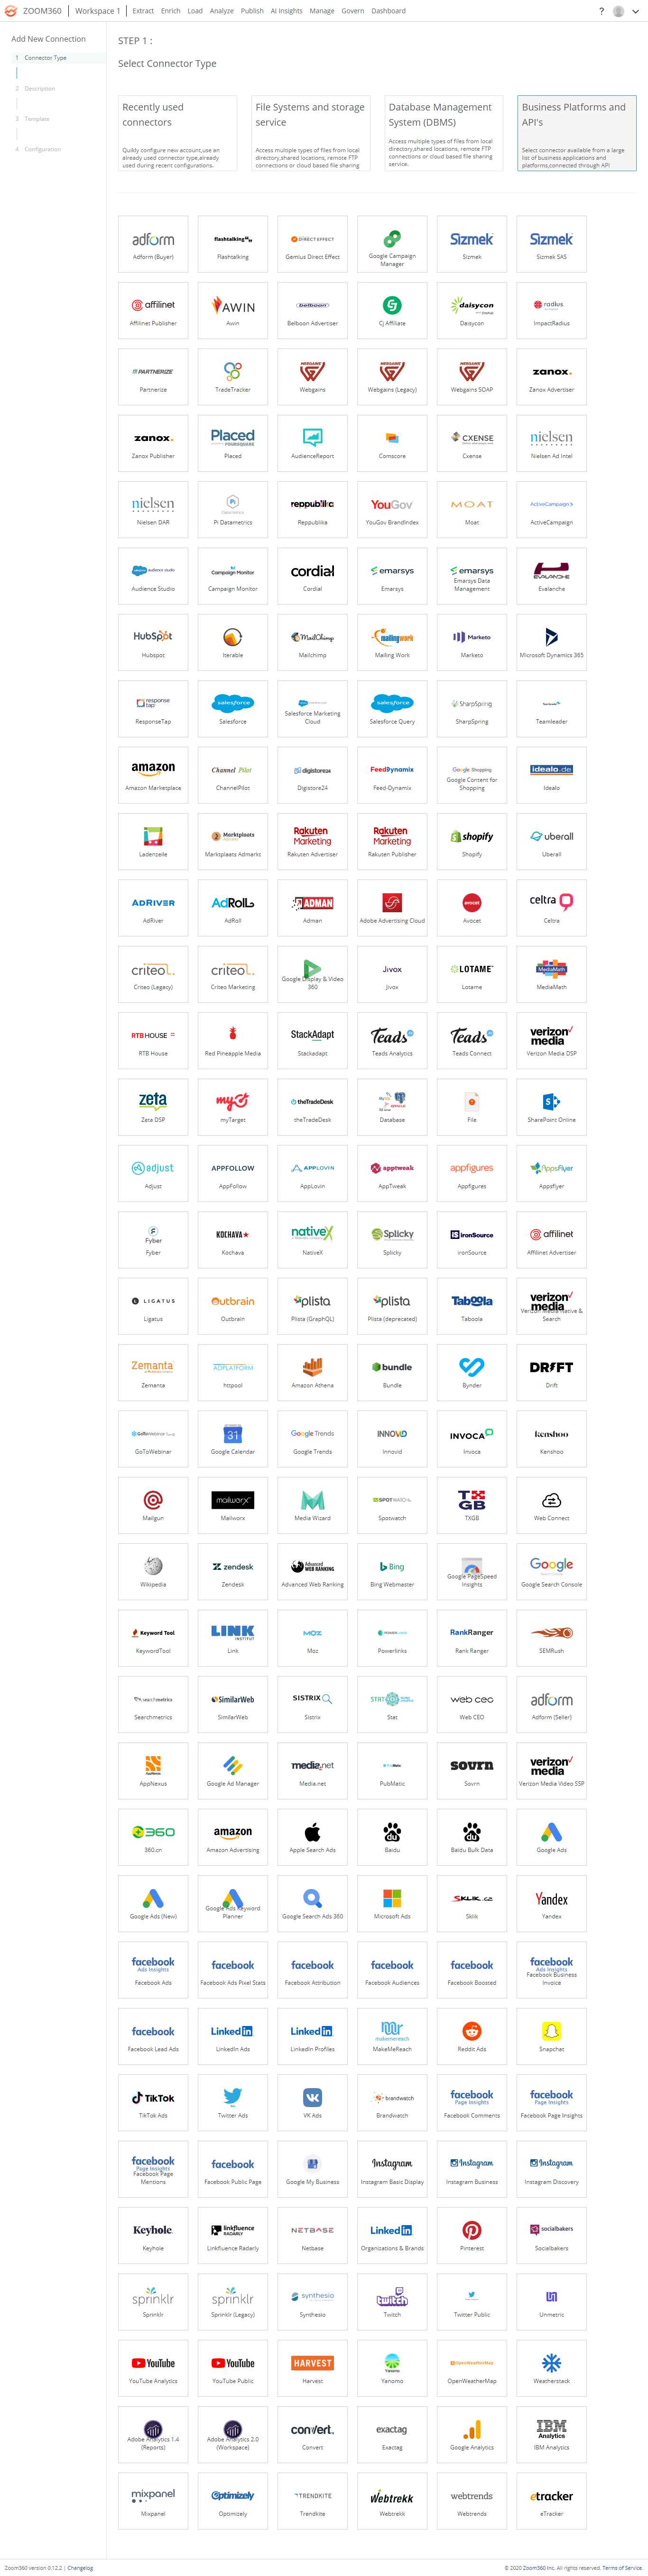 ZOOM360 Workspace 1 Extract Enrich Load Analyze Publish AI Insights Manage Govern Dashboard ?
Add New Connection
1 Connector Type
2 Description
3 Template
4 Configuration
STEP 1 :
Select Connector Type
Recently used
connectors
Quikly configure new account,use an
already used connector type,already
used during recent configurations.
File Systems and storage
service
Access multiple types of files from local
directory,shared locations, remote FTP
connections or cloud based file sharing
Database Management
System (DBMS)
Access multiple types of files from local
directory,shared locations, remote FTP
connections or cloud based file sharing
service.
Business Platforms and
API's
Select connector available from a large
list of business applications and
platforms,connected through API
Adform (Buyer) Flashtalking Gemius Direct Effect Google Campaign Manager Sizmek Sizmek SAS
Affilinet Publisher Awin Belboon Advertiser Cj Affiliate Daisycon ImpactRadius
Partnerize TradeTracker Webgains Webgains (Legacy) Webgains SOAP Zanox Advertiser
Zanox Publisher Placed AudienceReport Comscore Cxense Nielsen Ad Intel
Nielsen DAR Pi Datametrics Reppublika YouGov BrandIndex Moat ActiveCampaign
Audience Studio Campaign Monitor Cordial Emarsys Emarsys Data Management Evalanche
Hubspot Iterable Mailchimp Mailing Work Marketo Microsoft Dynamics 365
ResponseTap Salesforce Salesforce Marketing Cloud Salesforce Query SharpSpring Teamleader
Amazon Marketplace ChannelPilot Digistore24 Feed-Dynamix Google Content for Shopping Idealo
Ladenzeile Marktplaats Admarkt Rakuten Advertiser Rakuten Publisher Shopify Uberall
AdRiver AdRoll Adman Adobe Advertising Cloud Avocet Celtra
Criteo (Legacy) Criteo Marketing Google Display & Video 360 Jivox Lotame MediaMath
RTB House Red Pineapple Media Stackadapt Teads Analytics Teads Connect Verizon Media DSP
Zeta DSP myTarget theTradeDesk Database File SharePoint Online
Adjust AppFollow AppLovin AppTweak Appfigures Appsflyer
Fyber Kochava NativeX Splicky ironSource Affilinet Advertiser
Ligatus Outbrain Plista (GraphQL) Plista (deprecated) Taboola Verizon Media Native & Search
Zemanta httpool Amazon Athena Bundle Bynder Drift
GoToWebinar Google Calendar Google Trends Innovid Invoca Kenshoo
Mailgun Mailworx Media Wizard Spotwatch TXGB Web Connect
Wikipedia Zendesk Advanced Web Ranking Bing Webmaster Google PageSpeed Insights Google Search Console
KeywordTool Link Moz Powerlinks Rank Ranger SEMRush
Searchmetrics SimilarWeb Sistrix Stat Web CEO Adform (Seller)
AppNexus Google Ad Manager Media.net PubMatic Sovrn Verizon Media Video SSP
360.cn Amazon Advertising Apple Search Ads Baidu Baidu Bulk Data Google Ads
Google Ads (New) Google Ads Keyword Planner Google Search Ads 360 Microsoft Ads Sklik Yandex
Facebook Ads Facebook Ads Pixel Stats Facebook Attribution Facebook Audiences Facebook Boosted Facebook Business Invoice
Facebook Lead Ads LinkedIn Ads LinkedIn Profiles MakeMeReach Reddit Ads Snapchat
TikTok Ads Twitter Ads VK Ads Brandwatch Facebook Comments Facebook Page Insights
Facebook Page Mentions Facebook Public Page Google My Business Instagram Basic Display Instagram Business Instagram Discovery
Keyhole Linkfluence Radarly Netbase Organizations & Brands Pinterest Socialbakers
Sprinklr Sprinklr (Legacy) Synthesio Twitch Twitter Public Unmetric
YouTube Analytics YouTube Public Harvest Yanomo OpenWeatherMap Weatherstack
Adobe Analytics 1.4 (Reports) Adobe Analytics 2.0 (Workspace) Convert Exactag Google Analytics IBM Analytics
Mixpanel Optimizely Trendkite Webtrekk Webtrends eTracker
Zoom360 version 0.12.2 | Changelog © 2020 Zoom360 Inc. All rights reserved. Terms of Service.